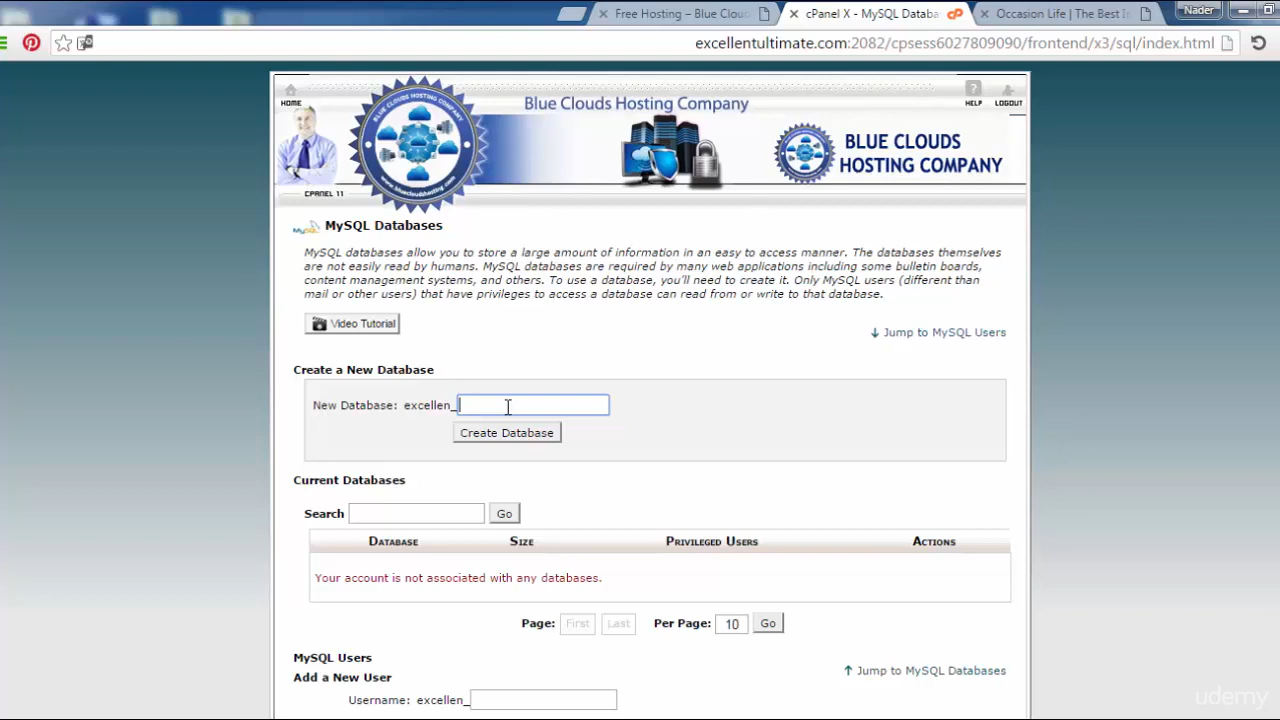 Free Hosting – Blue Clou
cPanel X - MySQL Databa
Occasion Life | The Best I
Nader
excellentultimate.com:2082/cpsess6027809090/frontend/x3/sql/index.html
HOME
Blue Clouds Hosting Company
HELP
LOGOUT
BLUE CLOUDS HOSTING COMPANY
BLUE CLOUDS
HOSTING COMPANY
CPANEL 11
MySQL Databases
MySQL databases allow you to store a large amount of information in an easy to access manner. The databases themselves
are not easily read by humans. MySQL databases are required by many web applications including some bulletin boards,
content management systems, and others. To use a database, you'll need to create it. Only MySQL users (different than
mail or other users) that have privileges to access a database can read from or write to that database.
Video Tutorial
Jump to MySQL Users
Create a New Database
New Database: excellen_
Create Database
Current Databases
Search
Go
DATABASE SIZE PRIVILEGED USERS ACTIONS
Your account is not associated with any databases.
Page: First Last Per Page: 10 Go
MySQL Users
Jump to MySQL Databases
Add a New User
Username: excellen_
udemy